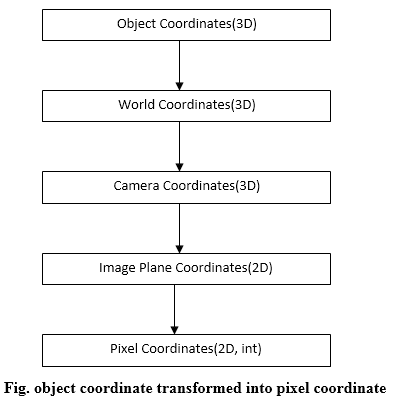 Object Coordinates(3D)
World Coordinates(3D)
Camera Coordinates(3D)
Image Plane Coordinates(2D)
Pixel Coordinates(2D, int)
Fig. object coordinate transformed into pixel coordinate